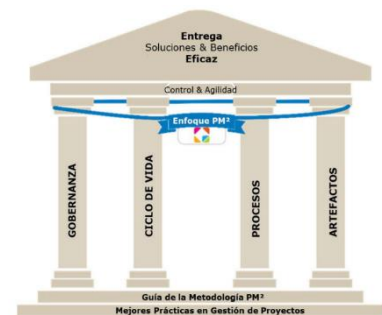 Entrega
Soluciones & Beneficios
Eficaz
Control & Agilidad
Enfoque PM²
GOBERNANZA
CICLO DE VIDA
PROCESOS
ARTEFACTOS
Guía de la Metodología PM²
Mejores Prácticas en Gestión de Proyectos